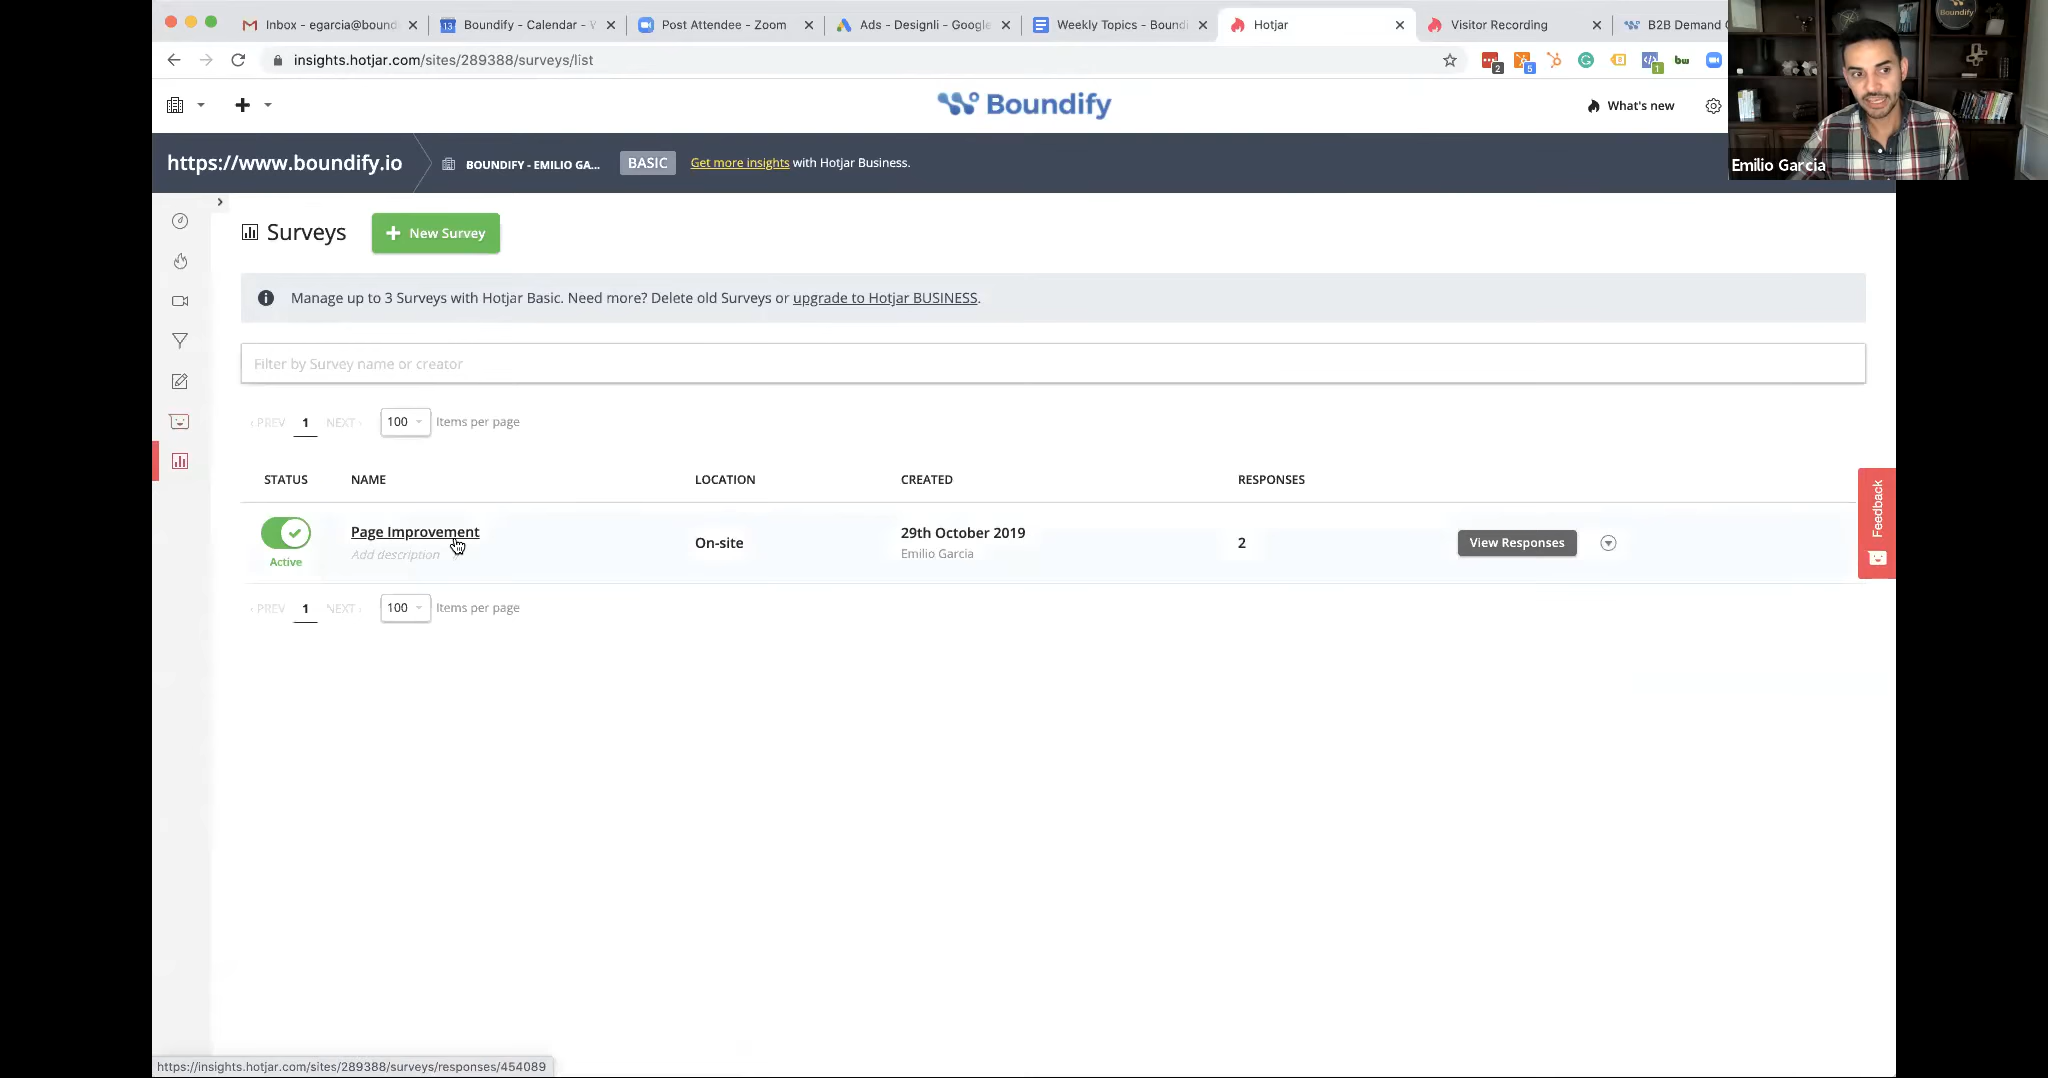 Inbox - egarcia@bound
Boundify - Calendar - V
Post Attendee - Zoom
Ads - Designli - Google
Weekly Topics - Boundi
Hotjar
Visitor Recording
B2B Demand
insights.hotjar.com/sites/289388/surveys/list
2
5
1
bw
Boundify
What's new
Boundify
Emilio Garcia
https://www.boundify.io
BOUNDIFY - EMILIO GA...
BASIC
Get more insights with Hotjar Business.
Surveys
New Survey
Manage up to 3 Surveys with Hotjar Basic. Need more? Delete old Surveys or upgrade to Hotjar BUSINESS.
Filter by Survey name or creator
‹ PREV 1 NEXT › 100 Items per page
STATUS NAME LOCATION CREATED RESPONSES
Page Improvement
Add description
Active
On-site
29th October 2019
Emilio Garcia
2
View Responses
Feedback
‹ PREV 1 NEXT › 100 Items per page
https://insights.hotjar.com/sites/289388/surveys/responses/454089